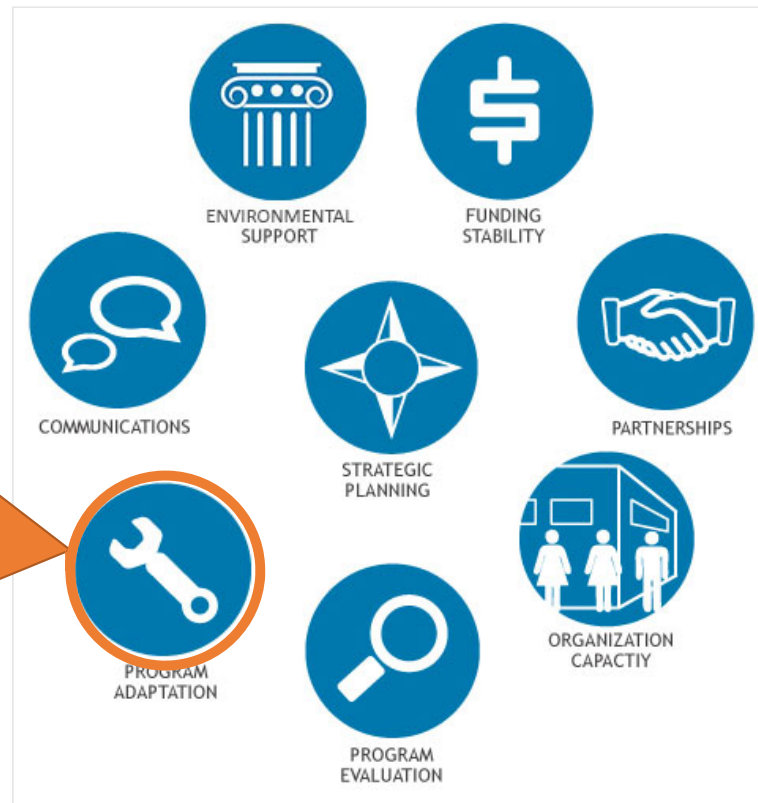 ENVIRONMENTAL
SUPPORT
FUNDING
STABILITY
COMMUNICATIONS
PARTNERSHIPS
STRATEGIC
PLANNING
ORGANIZATION
CAPACTIY
PROGRAM
ADAPTATION
PROGRAM
EVALUATION